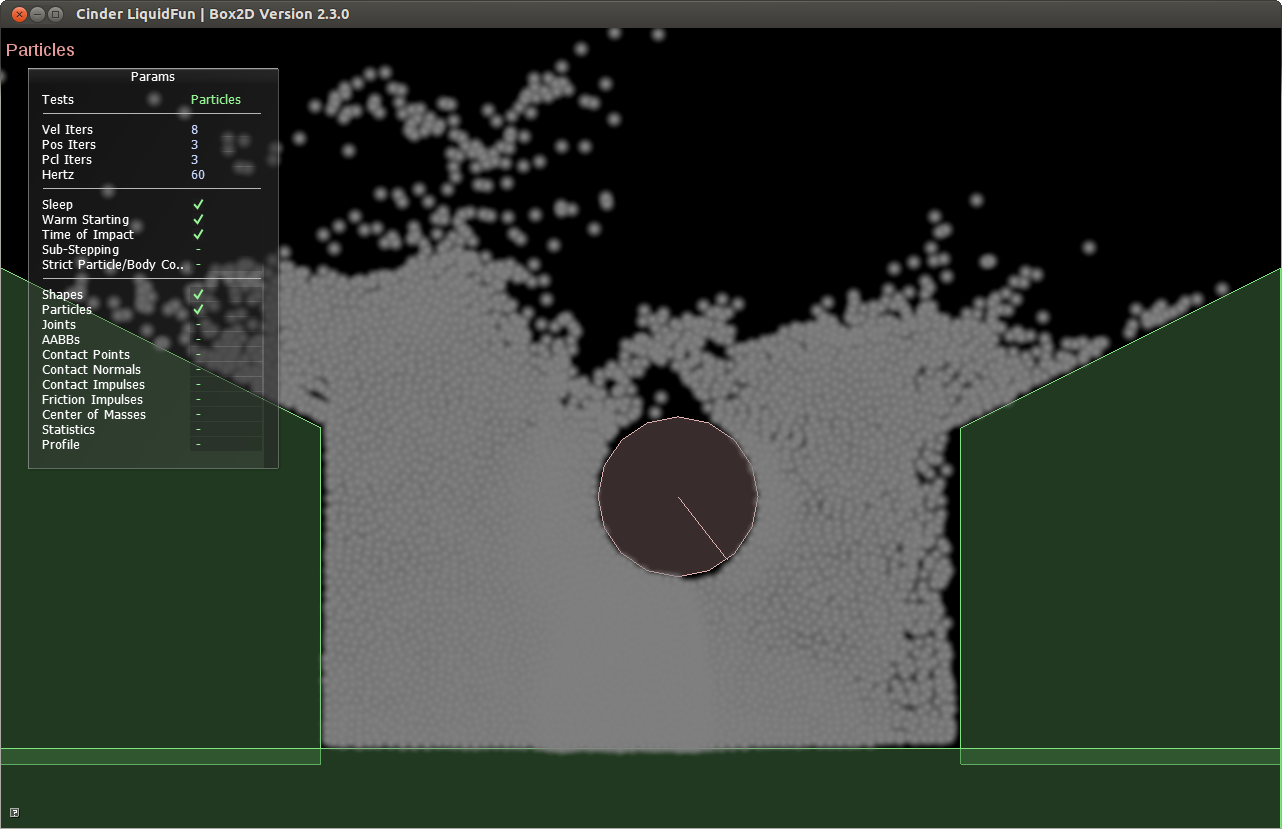 Cinder LiquidFun | Box2D Version 2.3.0
Particles
Params
Tests Particles
Vel Iters 8
Pos Iters 3
Pcl Iters 3
Hertz 60
Sleep ✓
Warm Starting ✓
Time of Impact ✓
Sub-Stepping -
Strict Particle/Body Co.. -
Shapes ✓
Particles ✓
Joints -
AABBs -
Contact Points -
Contact Normals -
Contact Impulses -
Friction Impulses -
Center of Masses -
Statistics -
Profile -
?